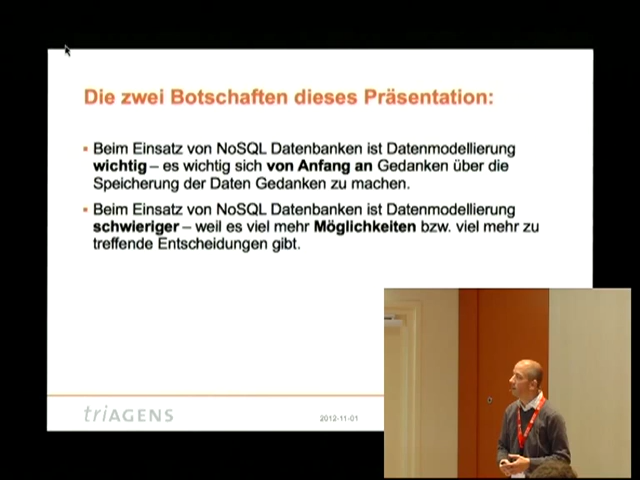 Die zwei Botschaften dieses Präsentation:
Beim Einsatz von NoSQL Datenbanken ist Datenmodellierung
wichtig – es wichtig sich von Anfang an Gedanken über die
Speicherung der Daten Gedanken zu machen.
Beim Einsatz von NoSQL Datenbanken ist Datenmodellierung
schwieriger – weil es viel mehr Möglichkeiten bzw. viel mehr zu
treffende Entscheidungen gibt.
triAGENS
2012-11-01